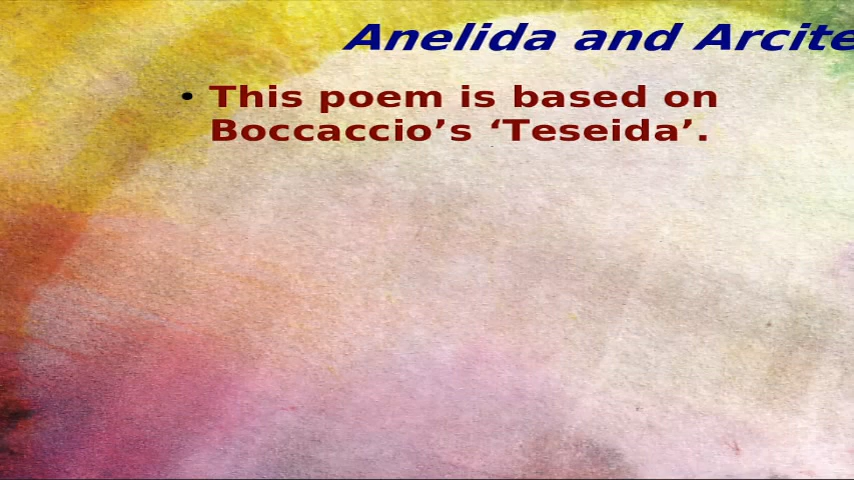 Anelida and Arcite
• This poem is based on
Boccaccio’s ‘Teseida’.